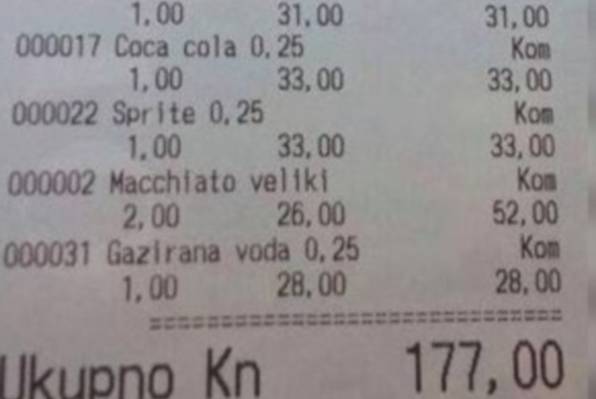 1,00 31,00 31,00
000017 Coca cola 0,25 Kom
1,00 33,00 33,00
000022 Sprite 0,25 Kom
1,00 33,00 33,00
000002 Macchiato veliki Kom
2,00 26,00 52,00
000031 Gazirana voda 0,25 Kom
1,00 28,00 28,00
==============================
Ukupno Kn 177,00